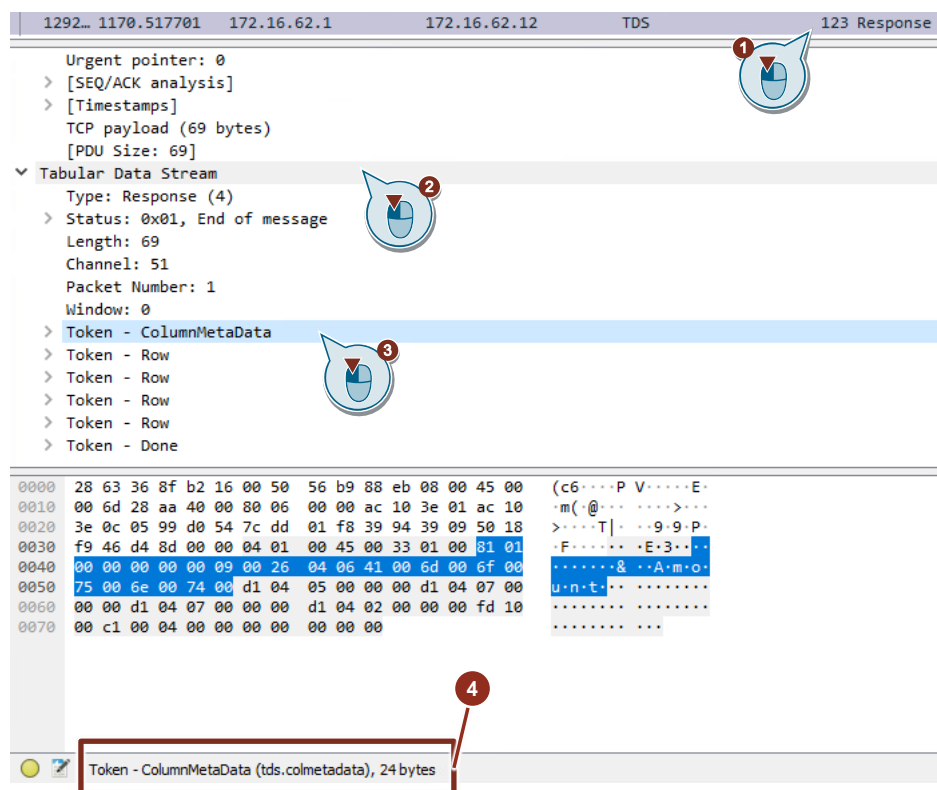 1292… 1170.517701 172.16.62.1 172.16.62.12 TDS 123 Response
1
Urgent pointer: 0
> [SEQ/ACK analysis]
> [Timestamps]
TCP payload (69 bytes)
[PDU Size: 69]
Tabular Data Stream
2
Type: Response (4)
> Status: 0x01, End of message
Length: 69
Channel: 51
Packet Number: 1
Window: 0
> Token - ColumnMetaData
3
> Token - Row
> Token - Row
> Token - Row
> Token - Row
> Token - Done
0000 28 63 36 8f b2 16 00 50 56 b9 88 eb 08 00 45 00 (c6····P V·····E·
0010 00 6d 28 aa 40 00 80 06 00 00 ac 10 3e 01 ac 10 ·m(·@··· ····>···
0020 3e 0c 05 99 d0 54 7c dd 01 f8 39 94 39 09 50 18 >····T|· ··9·9·P·
0030 f9 46 d4 8d 00 00 04 01 00 45 00 33 01 00 81 01 ·F······ ·E·3····
0040 00 00 00 00 00 09 00 26 04 06 41 00 6d 00 6f 00 ·······& ··A·m·o·
0050 75 00 6e 00 74 00 d1 04 05 00 00 00 d1 04 07 00 u·n·t··· ········
0060 00 00 d1 04 07 00 00 00 d1 04 02 00 00 00 fd 10 ········ ········
0070 00 c1 00 04 00 00 00 00 00 00 00 ········ ···
4
Token - ColumnMetaData (tds.colmetadata), 24 bytes